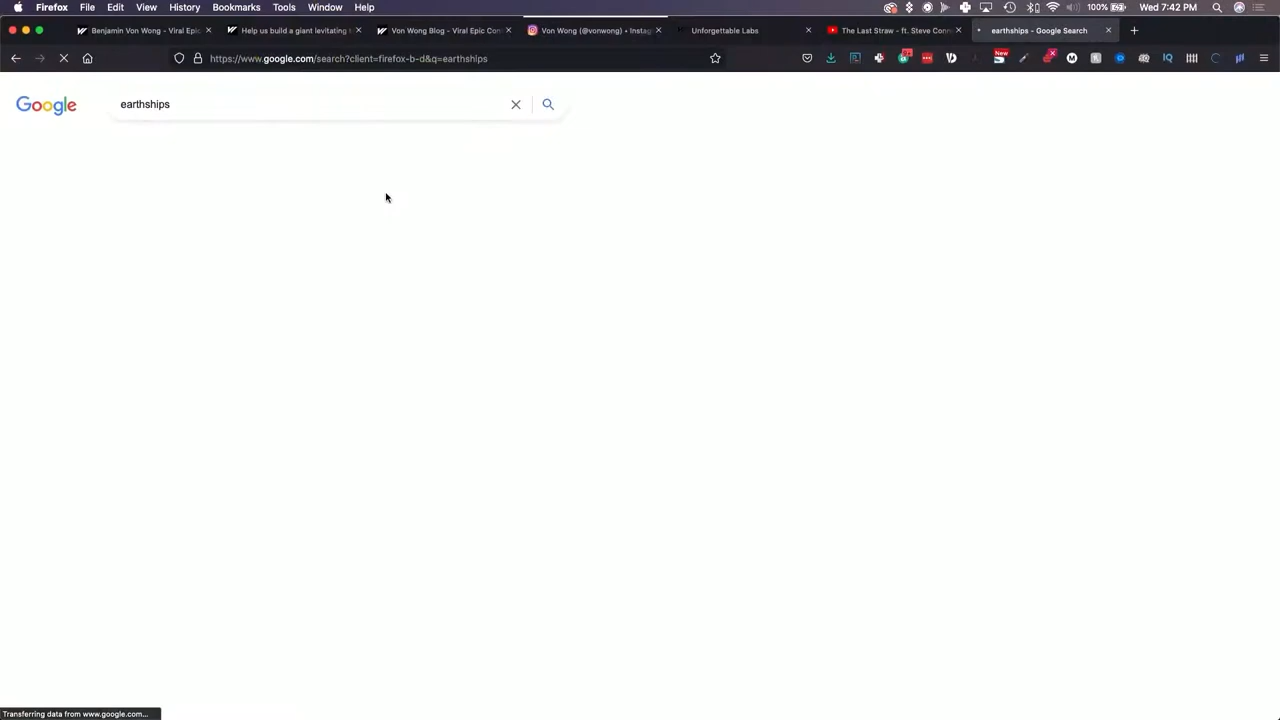 Firefox File Edit View History Bookmarks Tools Window Help Wed 7:42 PM
Benjamin Von Wong - Viral Epic
Help us build a giant levitating t
Von Wong Blog - Viral Epic Con
Von Wong (@vonwong) • Instag
Unforgettable Labs
The Last Straw - ft. Steve Conn
earthships - Google Search
https://www.google.com/search?client=firefox-b-d&q=earthships
New
Google
earthships
Transferring data from www.google.com...